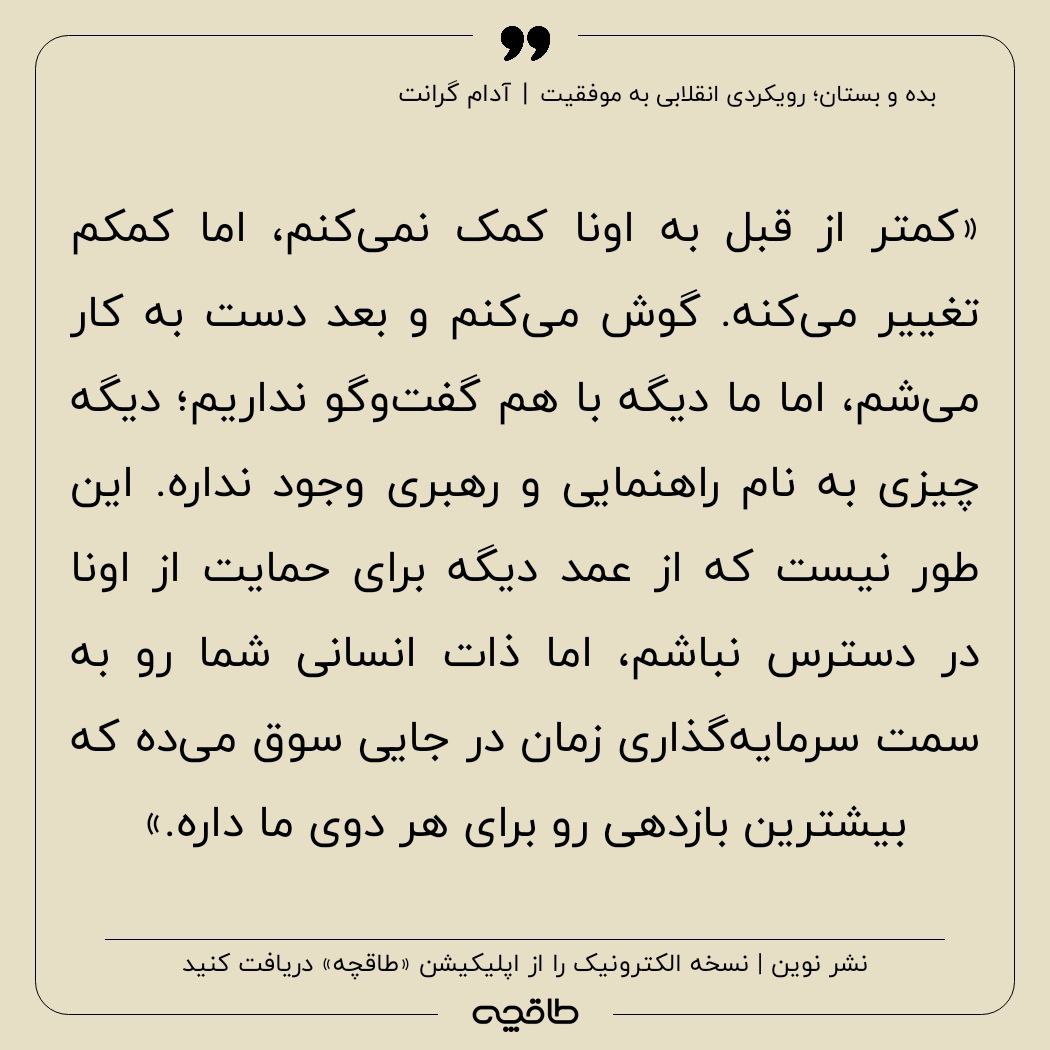 بده و بستان؛ رویکردی انقلابی به موفقیت | آدام گرانت
«کمتر از قبل به اونا کمک نمی‌کنم، اما کمکم
تغییر می‌کنه. گوش می‌کنم و بعد دست به کار
می‌شم، اما ما دیگه با هم گفت‌وگو نداریم؛ دیگه
چیزی به نام راهنمایی و رهبری وجود نداره. این
طور نیست که از عمد دیگه برای حمایت از اونا
در دسترس نباشم، اما ذات انسانی شما رو به
سمت سرمایه‌گذاری زمان در جایی سوق می‌ده که
بیشترین بازدهی رو برای هر دوی ما داره.»
نشر نوین | نسخه الکترونیک را از اپلیکیشن «طاقچه» دریافت کنید
طاقچه